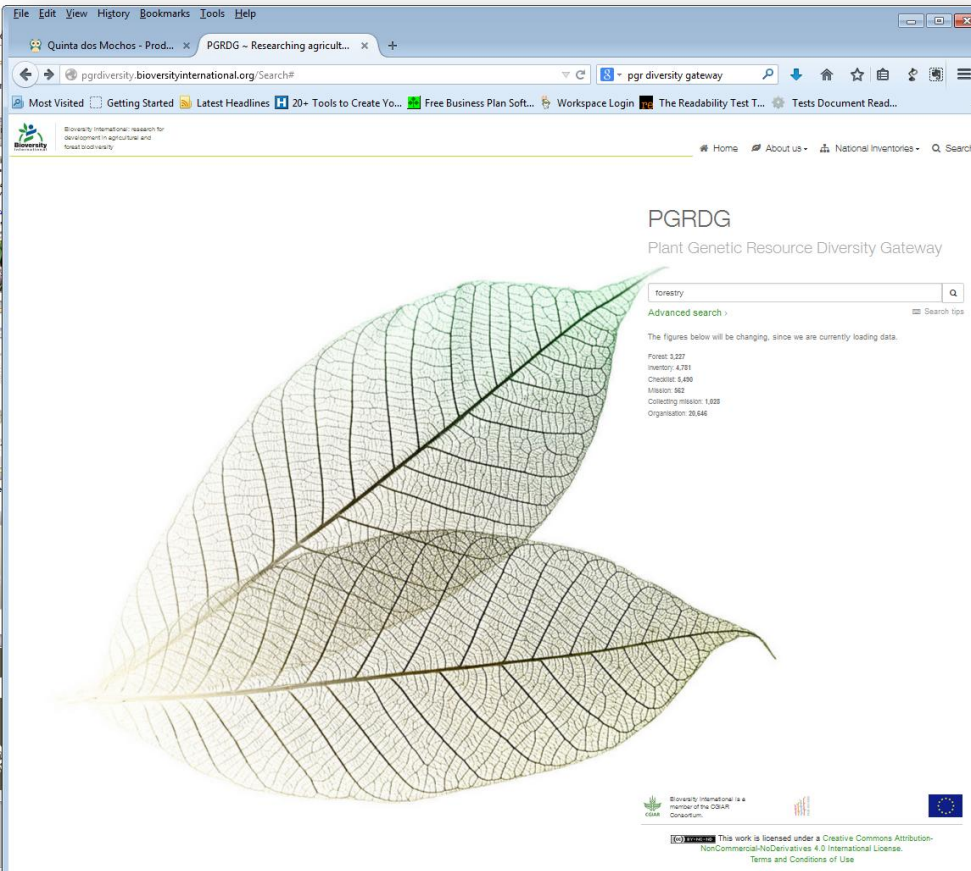 File Edit View History Bookmarks Tools Help
Quinta dos Mochos - Prod... × PGRDG ~ Researching agricult... × +
pgrdiversity.bioversityinternational.org/Search# pgr diversity gateway
Most Visited Getting Started Latest Headlines 20+ Tools to Create Yo... Free Business Plan Soft... Workspace Login The Readability Test T... Tests Document Read...
Bioversity
Bioversity International: research for
development in agricultural and
forest biodiversity
Home About us National Inventories Search
PGRDG
Plant Genetic Resource Diversity Gateway
forestry
Advanced search › Search tips
The figures below will be changing, since we are currently loading data.
Forest: 3,227
Inventory: 4,781
Checklist: 5,490
Mission: 562
Collecting mission: 1,028
Organisation: 20,646
CGIAR
Bioversity International is a
member of the CGIAR
Consortium.
(cc) BY-NC-ND This work is licensed under a Creative Commons Attribution-
NonCommercial-NoDerivatives 4.0 International License.
Terms and Conditions of Use